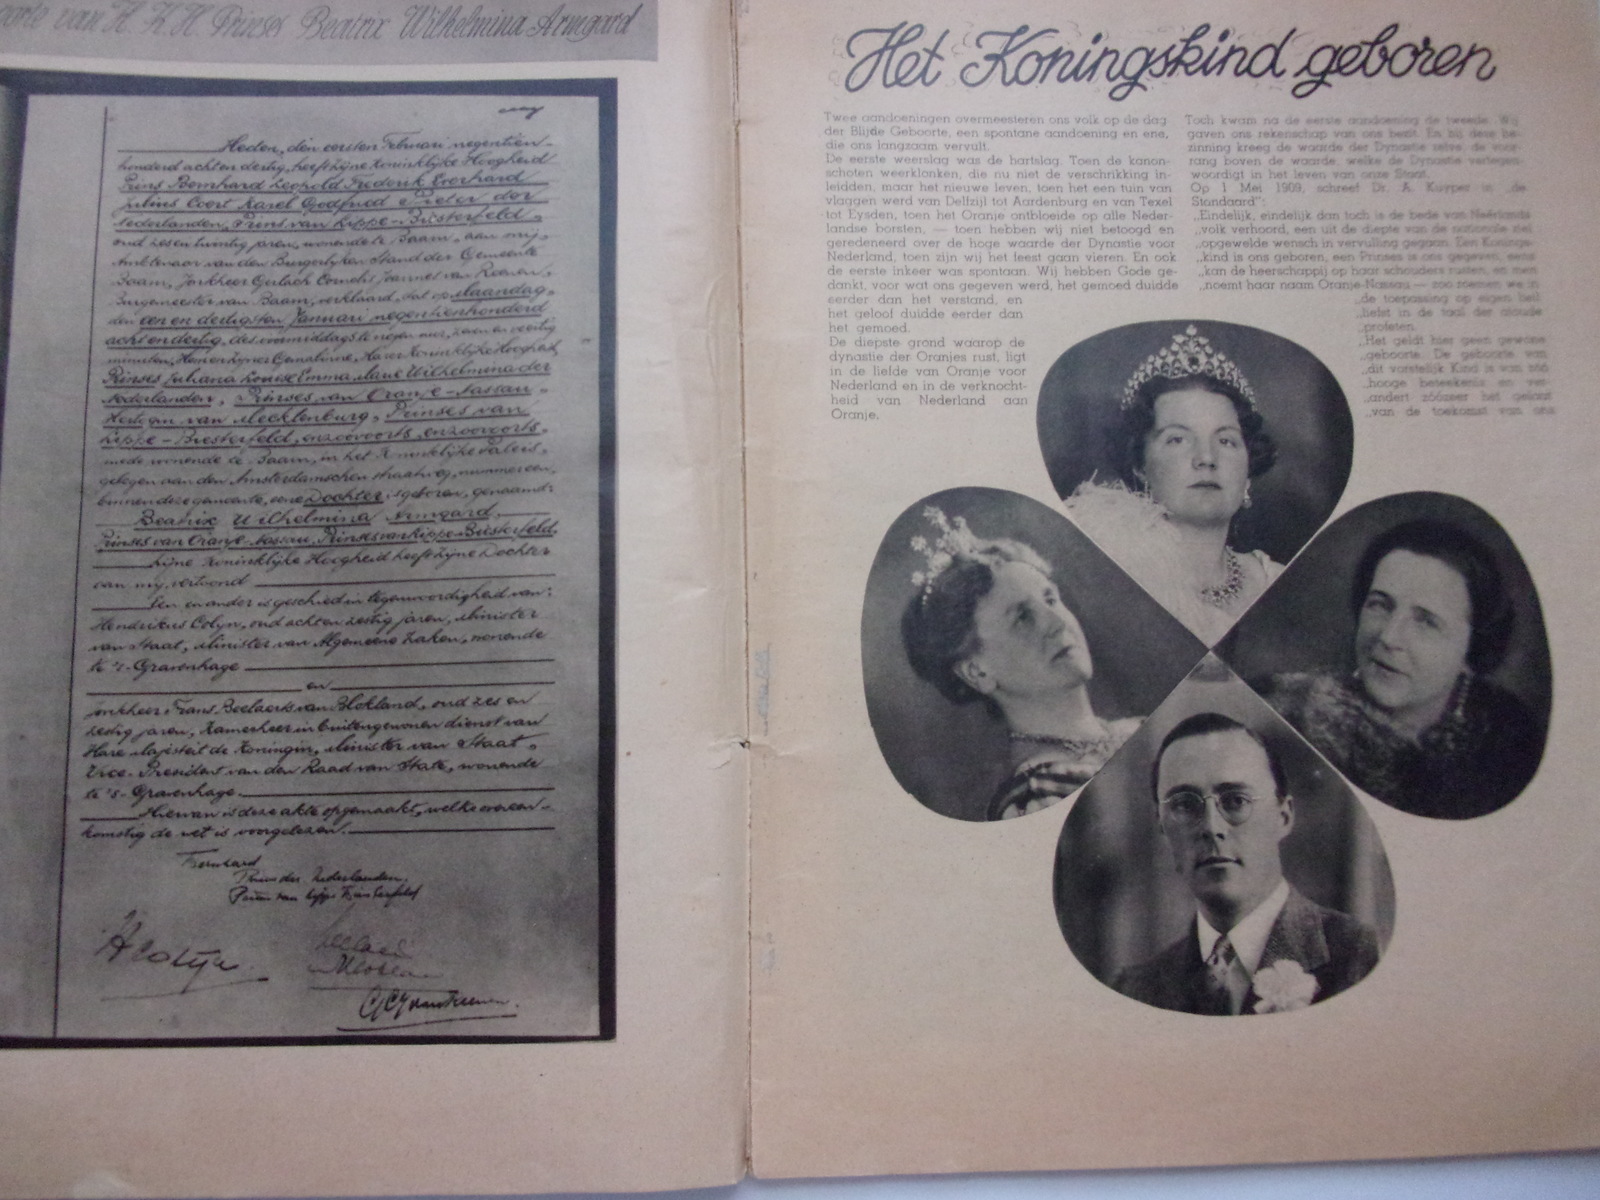 van H. K. H. Prinses Beatrix Wilhelmina Armgard
Heden, den eersten Februari negentien-
honderd acht en dertig, heeft Zijne Koninklijke Hoogheid
Prins Bernhard Leopold Frederik Everhard
Julius Coert Karel Godfried Pieter der
Nederlanden, Prins van Lippe-Biesterfeld,
oud zes en twintig jaren, wonende te Baarn, aan mij,
Ambtenaar van den Burgerlijken Stand der Gemeente
Baarn, Jonkheer Gerlach Cornelis Joannes van Reenen,
Burgemeester van Baarn, verklaard, dat op Maandag
den een en dertigsten Januari negentienhonderd
acht en dertig, des voormiddags te negen uur, zeven en veertig
minuten, Hem en Zijner Gemalinne, Hare Koninklijke Hoogheid
Prinses Juliana Louise Emma Marie Wilhelmina der
Nederlanden, Prinses van Oranje-Nassau,
Hertogin van Mecklenburg, Prinses van
Lippe-Biesterfeld, enzoovoorts, enzoovoorts,
mede wonende te Baarn, in het Koninklijke Paleis,
gelegen aan den Amsterdamschen straatweg, nummer een,
binnen deze gemeente, eene Dochter is geboren, genaamd:
Beatrix Wilhelmina Armgard,
Prinses van Oranje-Nassau, Prinses van Lippe-Biesterfeld.
Zijne Koninklijke Hoogheid heeft Zijne Dochter
aan mij vertoond
Een en ander is geschied in tegenwoordigheid van:
Hendrikus Colijn, oud acht en zestig jaren, Minister
van Staat, Minister van Algemeene Zaken, wonende
te 's-Gravenhage
en
Jonkheer Frans Beelaerts van Blokland, oud zes en
zestig jaren, Kamerheer in buitengewonen dienst van
Hare Majesteit de Koningin, Minister van Staat,
Vice-President van den Raad van State, wonende
te 's-Gravenhage.
Hiervan is deze akte opgemaakt, welke overeen-
komstig de wet is voorgelezen.
Bernhard
Prins der Nederlanden,
Prins van Lippe Biesterfeld
H Colijn
Beelaerts
v Blokland
GCJ van Reenen.
Het Koningskind geboren
Twee aandoeningen overmeesteren ons volk op de dag
der Blijde Geboorte, een spontane aandoening en ene,
die ons langzaam vervult.
De eerste weerslag was de hartslag. Toen de kanon-
schoten weerklonken, die nu niet de verschrikking in-
leidden, maar het nieuwe leven, toen het een tuin van
vlaggen werd van Delfzijl tot Aardenburg en van Texel
tot Eysden, toen het Oranje ontbloeide op alle Neder-
landse borsten, — toen hebben wij niet betoogd en
geredeneerd over de hoge waarde der Dynastie voor
Nederland, toen zijn wij het feest gaan vieren. En ook
de eerste inkeer was spontaan. Wij hebben Gode ge-
dankt, voor wat ons gegeven werd, het gemoed duidde
eerder dan het verstand, en
het geloof duidde eerder dan
het gemoed.
De diepste grond waarop de
dynastie der Oranjes rust, ligt
in de liefde van Oranje voor
Nederland en in de verknocht-
heid van Nederland aan
Oranje.
Toch kwam na de eerste aandoening de tweede. Wij
gaven ons rekenschap van ons bezit. En bij deze be-
zinning kreeg de waarde der Dynastie zelve, de voor-
rang boven de waarde, welke de Dynastie vertegen-
woordigt in het leven van onze Staat.
Op 1 Mei 1909, schreef Dr. A. Kuyper in „de
Standaard":
„Eindelijk, eindelijk dan toch is de bede van Neêrlands
„volk verhoord, een uit de diepte van de nationale ziel
„opgewelde wensch in vervulling gegaan. Een Konings-
„kind is ons geboren, een Prinses is ons gegeven, eens
„kan de heerschappij op haar schouders rusten, en men
„noemt haar naam Oranje-Nassau — zoo roemen we in
„de toepassing op eigen heil
„liefst in de taal der aloude
„profeten.
„Het geldt hier geen gewone
„geboorte. De geboorte van
„dit vorstelijk Kind is van zóó
„hooge beteekenis en ver-
„andert zóózeer het gelaat
„van de toekomst van ons